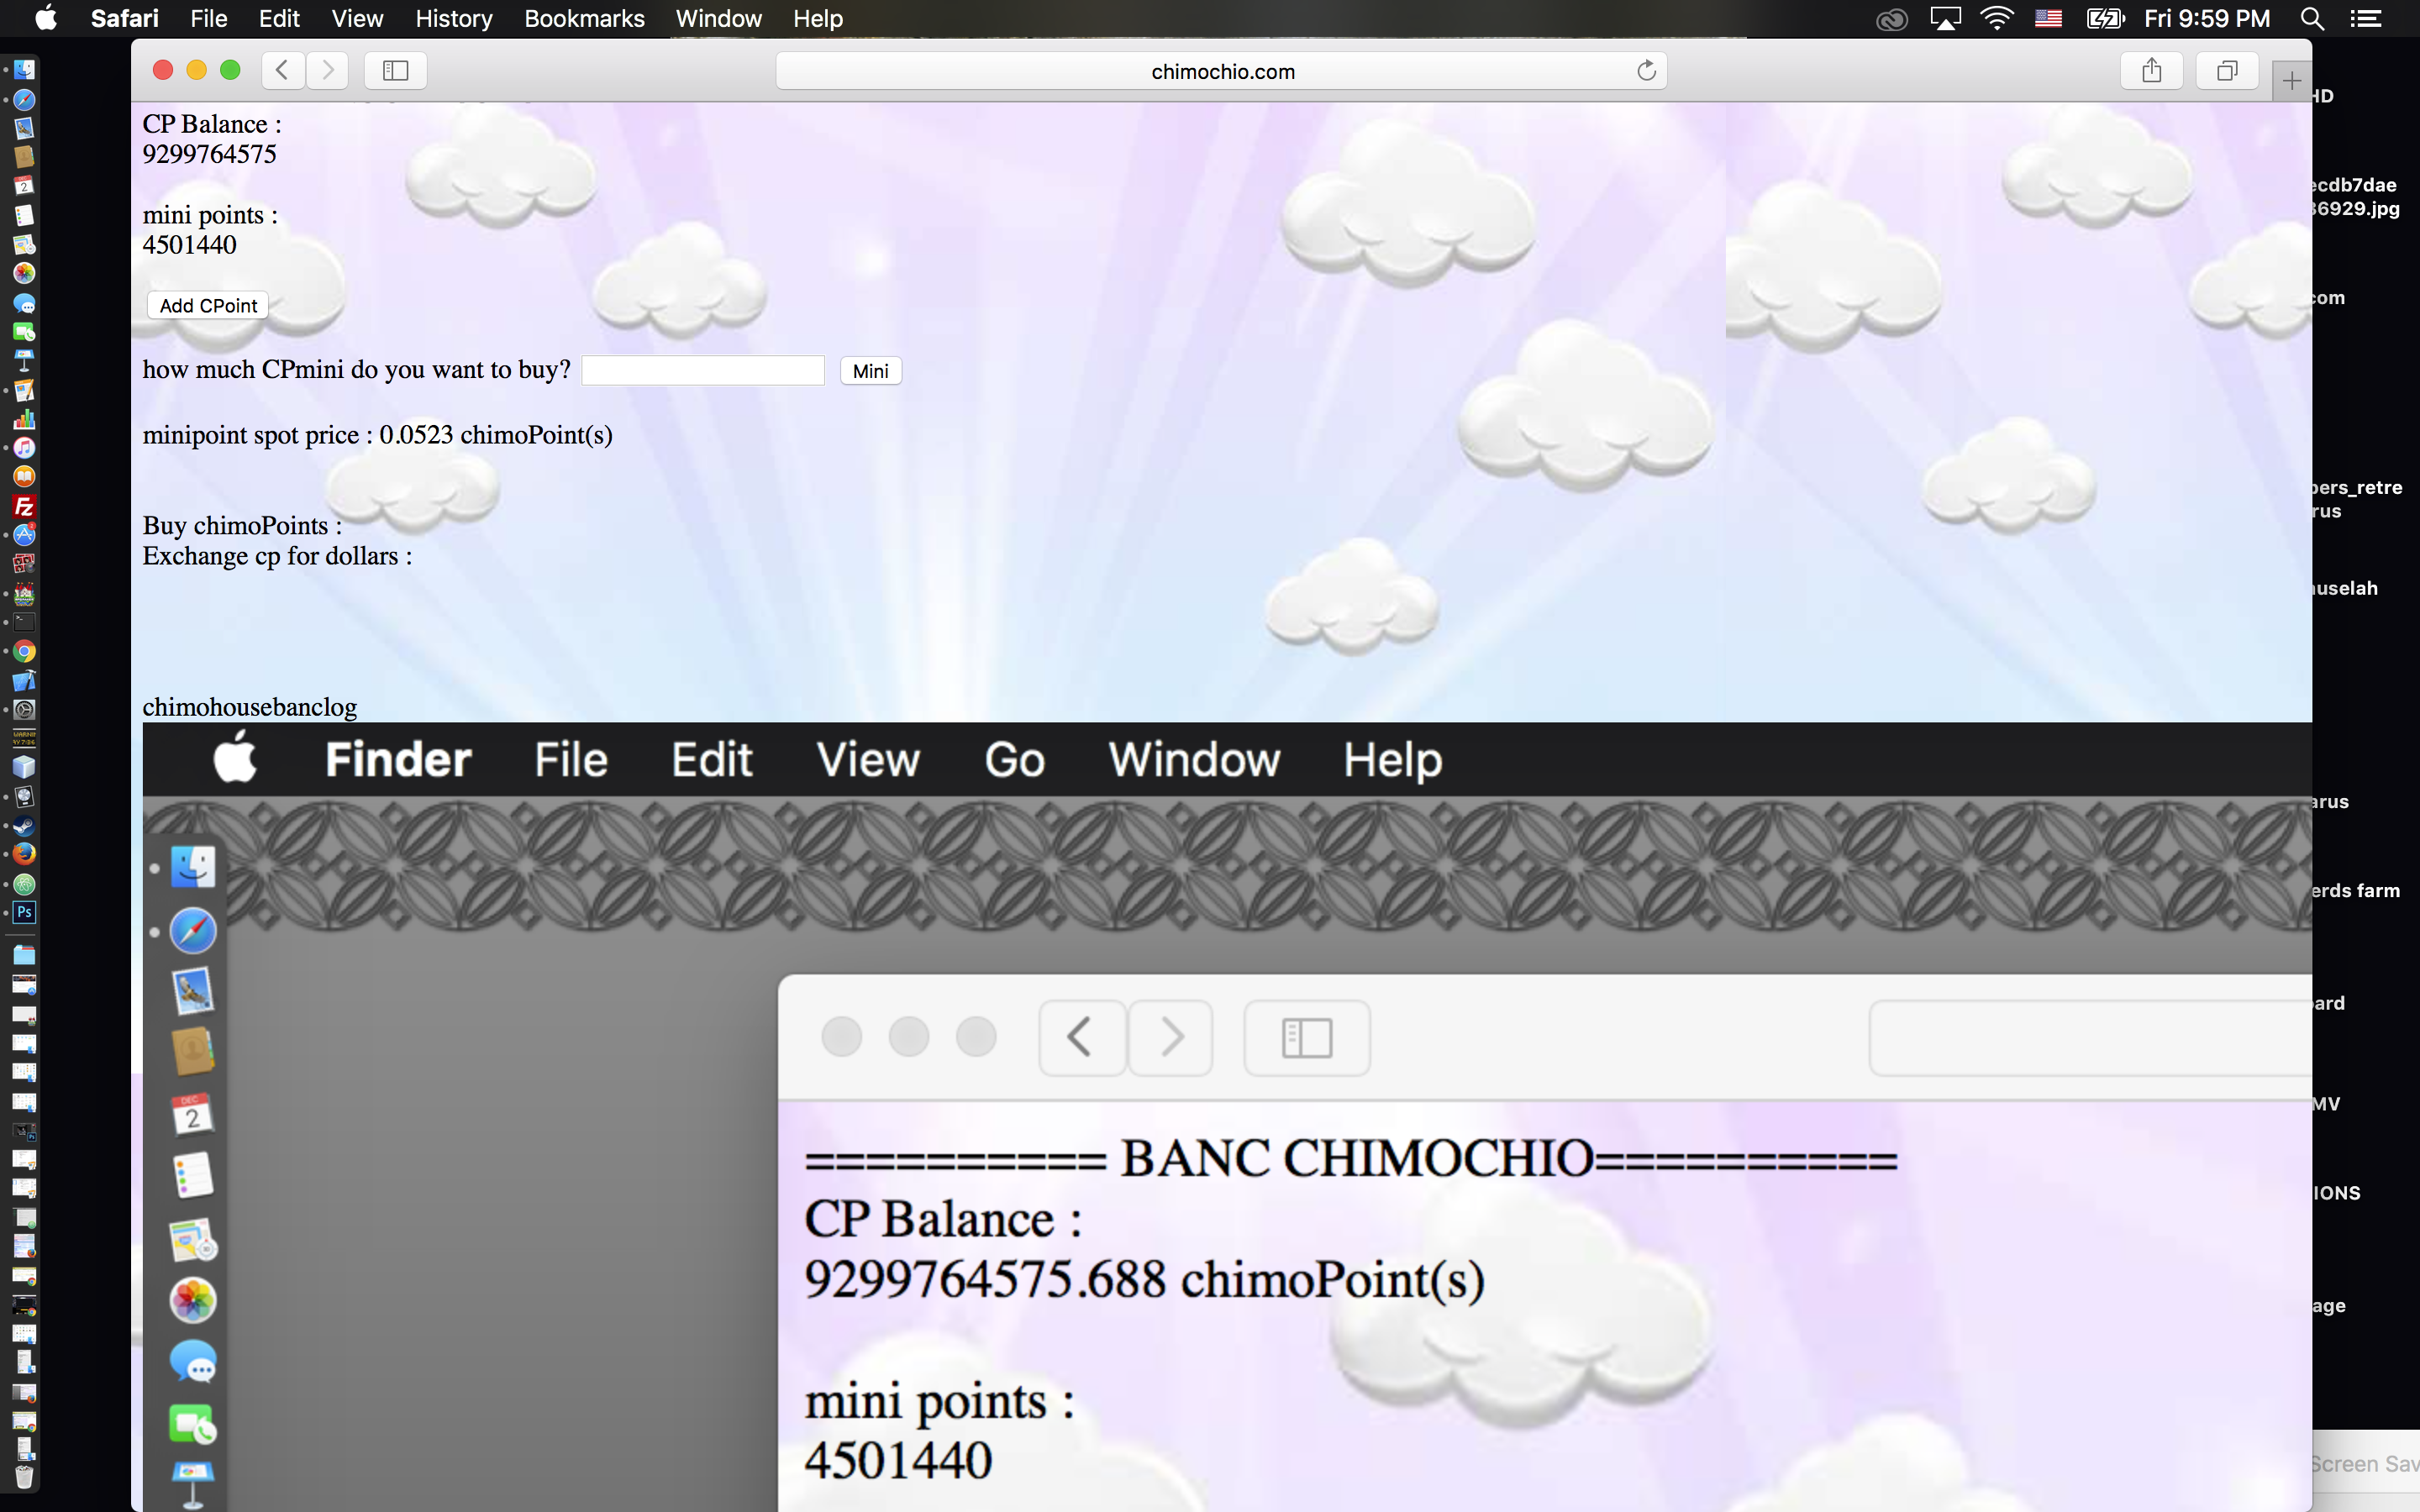 Safari File Edit View History Bookmarks Window Help
Fri 9:59 PM
chimochio.com
CP Balance :
9299764575
mini points :
4501440
Add CPoint
how much CPmini do you want to buy? Mini
minipoint spot price : 0.0523 chimoPoint(s)
Buy chimoPoints :
Exchange cp for dollars :
chimohousebanclog
Finder File Edit View Go Window Help
DEC
2
========== BANC CHIMOCHIO==========
CP Balance :
9299764575.688 chimoPoint(s)
mini points :
4501440
HD
ecdb7dae
36929.jpg
com
pers_retre
rus
uselah
arus
erds farm
ard
MV
IONS
age
Screen Sav
Fz
Ps